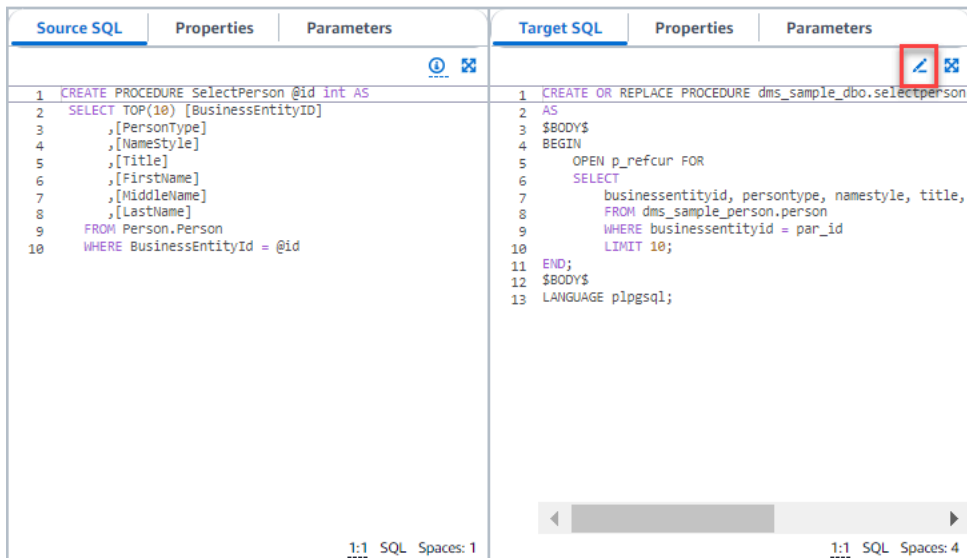 Source SQL Properties Parameters
1 CREATE PROCEDURE SelectPerson @id int AS
2 SELECT TOP(10) [BusinessEntityID]
3 ,[PersonType]
4 ,[NameStyle]
5 ,[Title]
6 ,[FirstName]
7 ,[MiddleName]
8 ,[LastName]
9 FROM Person.Person
10 WHERE BusinessEntityId = @id
1:1 SQL Spaces: 1
Target SQL Properties Parameters
1 CREATE OR REPLACE PROCEDURE dms_sample_dbo.selectperson
2 AS
3 $BODY$
4 BEGIN
5 OPEN p_refcur FOR
6 SELECT
7 businessentityid, persontype, namestyle, title,
8 FROM dms_sample_person.person
9 WHERE businessentityid = par_id
10 LIMIT 10;
11 END;
12 $BODY$
13 LANGUAGE plpgsql;
1:1 SQL Spaces: 4